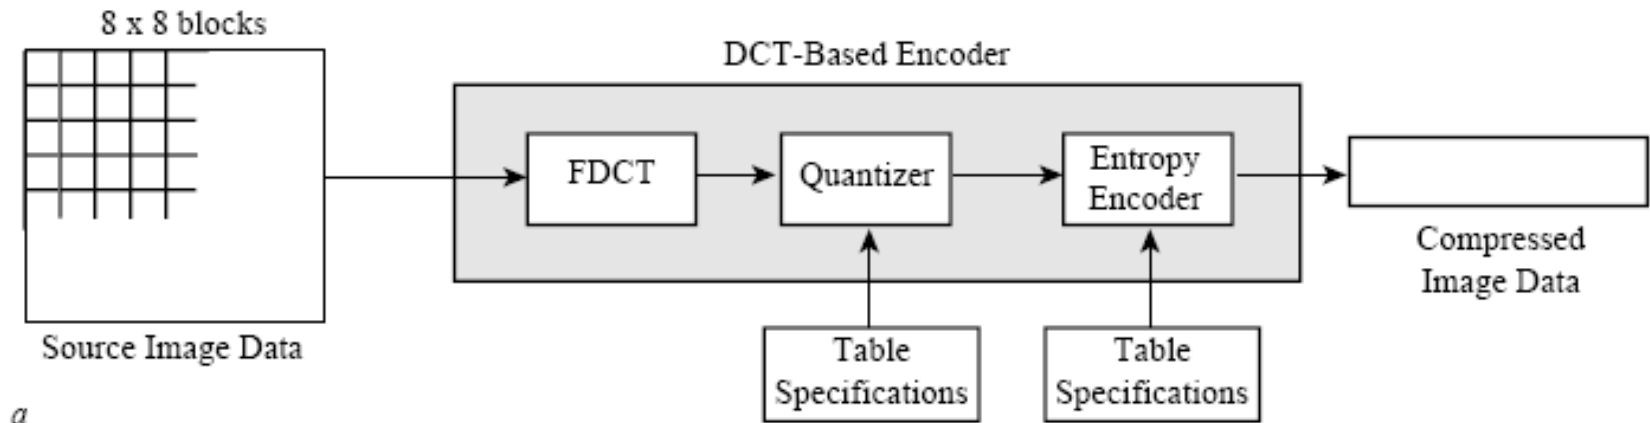 8 x 8 blocks
DCT-Based Encoder
FDCT
Quantizer
Entropy
Encoder
Compressed
Image Data
Source Image Data
Table
Specifications
Table
Specifications
a